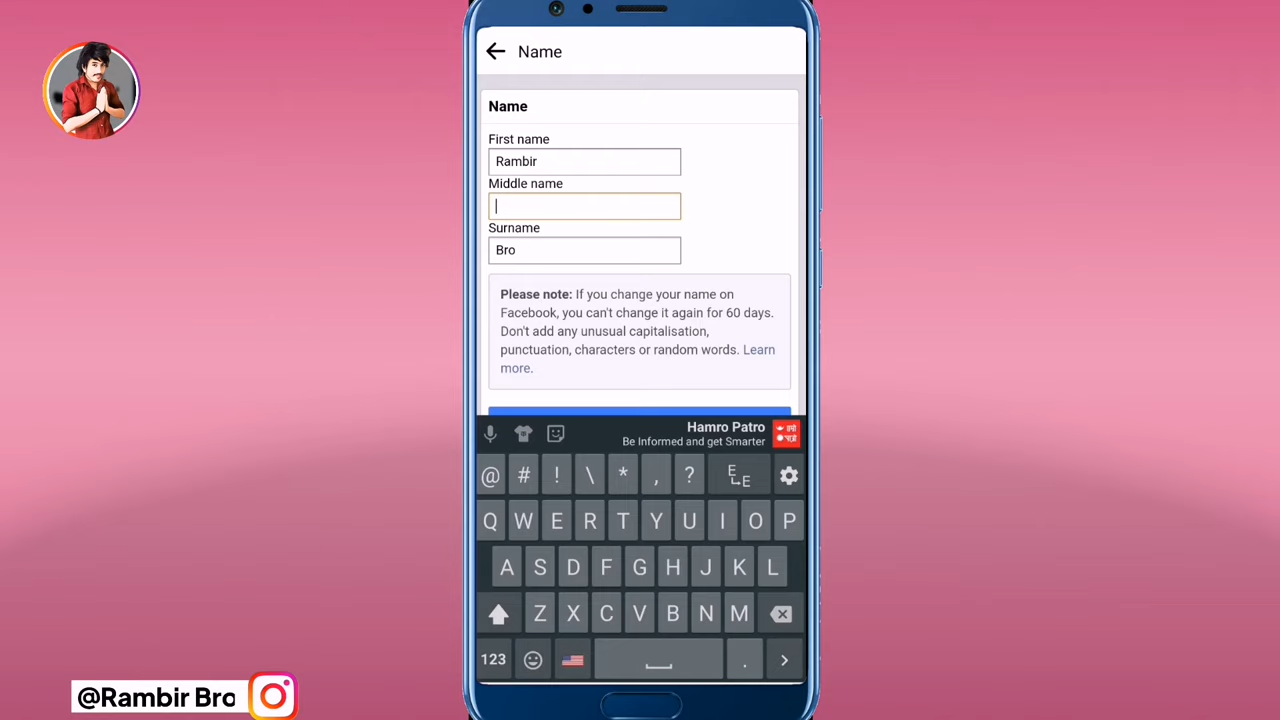 Name
Name
First name
Rambir
Middle name
Surname
Bro
Please note: If you change your name on
Facebook, you can't change it again for 60 days.
Don't add any unusual capitalisation,
punctuation, characters or random words. Learn
more.
Hamro Patro
Be Informed and get Smarter
@ # ! \ * , ? E E
Q W E R T Y U I O P
A S D F G H J K L
Z X C V B N M
123 . >
@Rambir Bro